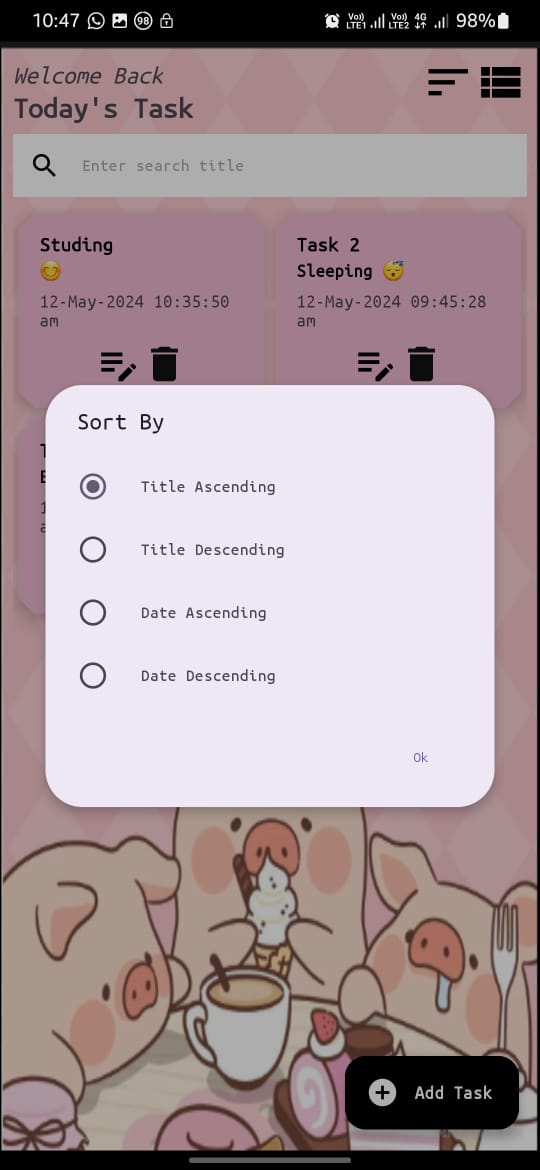 10:47 98 Vo)) LTE1 Vo)) LTE2 4G 98%
Welcome Back
Today's Task
Enter search title
Studing
😊
12-May-2024 10:35:50
am
Task 2
Sleeping 😴
12-May-2024 09:45:28
am
Sort By
Title Ascending
Title Descending
Date Ascending
Date Descending
Ok
Add Task